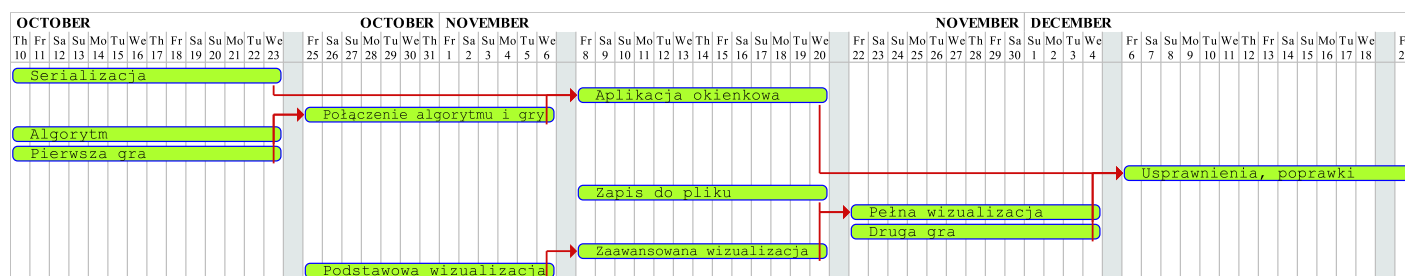 OCTOBER OCTOBER NOVEMBER NOVEMBER DECEMBER
Th Fr Sa Su Mo Tu We Th Fr Sa Su Mo Tu We Fr Sa Su Mo Tu We Th Fr Sa Su Mo Tu We Fr Sa Su Mo Tu We Th Fr Sa Su Mo Tu We Fr Sa Su Mo Tu We Th Fr Sa Su Mo Tu We Fr Sa Su Mo Tu We Th Fr Sa Su Mo Tu We
10 11 12 13 14 15 16 17 18 19 20 21 22 23 25 26 27 28 29 30 31 1 2 3 4 5 6 8 9 10 11 12 13 14 15 16 17 18 19 20 22 23 24 25 26 27 28 29 30 1 2 3 4 6 7 8 9 10 11 12 13 14 15 16 17 18
Serializacja
Aplikacja okienkowa
Połączenie algorytmu i gry
Algorytm
Pierwsza gra
Usprawnienia, poprawki
Zapis do pliku
Pełna wizualizacja
Druga gra
Zaawansowana wizualizacja
Podstawowa wizualizacja